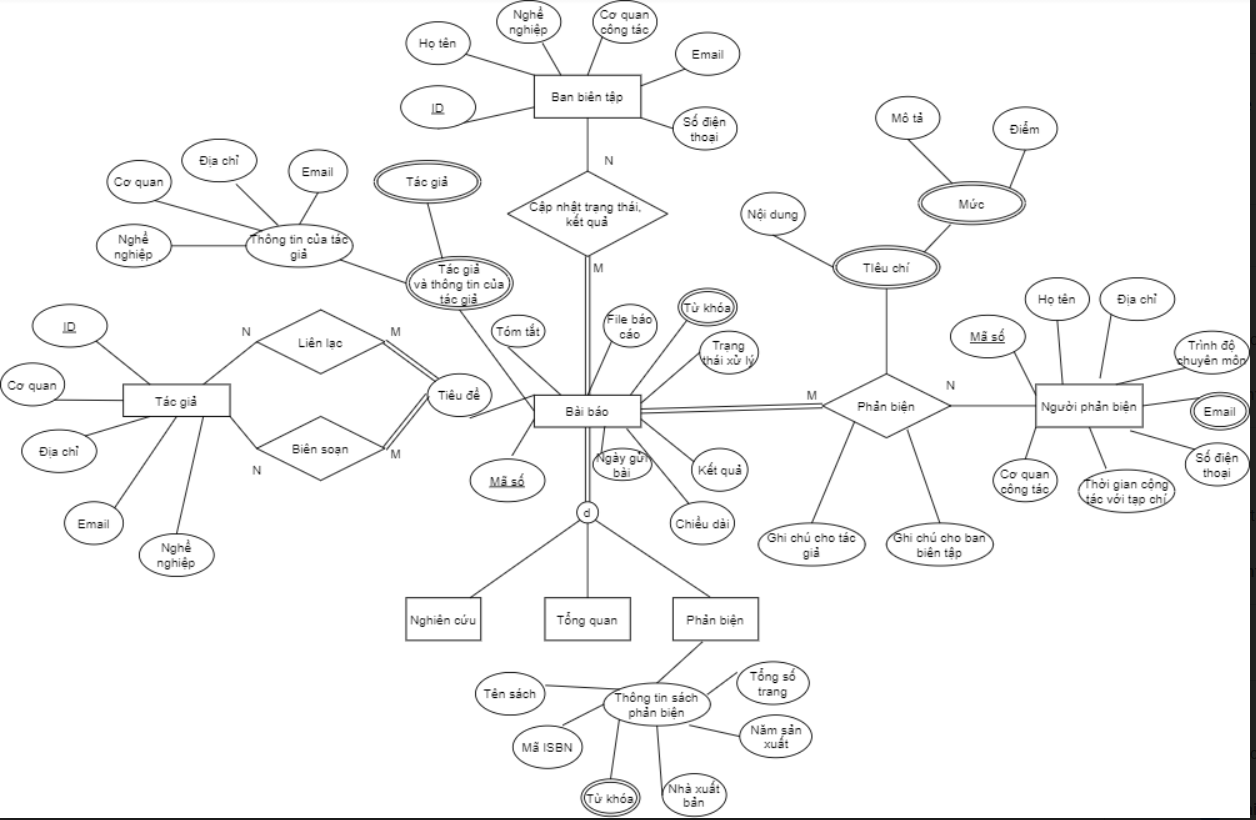 Nghề
nghiệp
Cơ quan
công tác
Họ tên
Email
Ban biên tập
ID
Số điện
thoại
Mô tả
Điểm
Địa chỉ
Email
Cơ quan
Tác giả
N
Mức
Nội dung
Cập nhật trạng thái,
kết quả
Nghề
nghiệp
Thông tin của tác
giả
M
TIêu chí
Tác giả
và thông tin của
tác giả
Họ tên
Địa chỉ
Từ khóa
File báo
cáo
Tóm tắt
ID
N
Liên lạc
M
Mã số
Trạng
thái xử lý
Trình độ
chuyên môn
Cơ quan
Tác giả
Tiêu đề
Bài báo
M
Phản biện
N
Người phản biện
Email
Địa chỉ
Biên soạn
N
M
Mã số
Ngày gửi
bài
Kết quả
Số điện
thoại
Cơ quan
công tác
Thời gian cộng
tác với tạp chí
Email
d
Chiều dài
Nghề
nghiệp
Ghi chú cho tác
giả
Ghi chú cho ban
biên tập
Nghiên cứu
Tổng quan
Phản biện
Tên sách
Thông tin sách
phản biện
Tổng số
trang
Mã ISBN
Năm sản
xuất
Từ khóa
Nhà xuất
bản